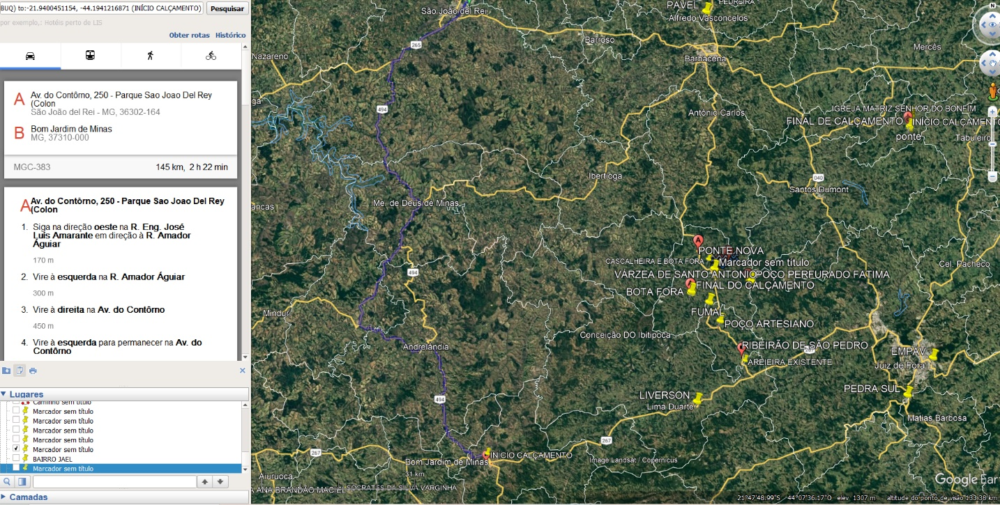 BUQ) to:-21.9400451154, -44.1941216871 (INÍCIO CALÇAMENTO)
Pesquisar
por exemplo,: Hotéis perto de LIS
Obter rotas Histórico
A Av. do Contôrno, 250 - Parque Sao Joao Del Rey
(Colon
São João del Rei - MG, 36302-164
B Bom Jardim de Minas
MG, 37310-000
MGC-383 145 km, 2 h 22 min
A Av. do Contôrno, 250 - Parque Sao Joao Del Rey
(Colon
1. Siga na direção oeste na R. Eng. José
Luís Amarante em direção à R. Amador
Águiar
170 m
2. Vire à esquerda na R. Amador Águiar
300 m
3. Vire à direita na Av. do Contôrno
450 m
4. Vire à esquerda para permanecer na Av. do
Contôrno
Lugares
Caminho sem título
Marcador sem título
Marcador sem título
Marcador sem título
Marcador sem título
Marcador sem título
BAIRRO JAEL
Marcador sem título
Camadas
São João del Rei
PAVEL
PEDREIRA 1
Alfredo Vasconcelos
N
265
Barroso
Nazareno
Barbacena
Mercês
494
Antônio Carlos
IGREJA MATRIZ SENHOR DO BONFIM
FINAL DE CALÇAMENTO
INÍCIO CALÇAMENTO
ponte
Tabuleiro
Ibertioga
040
Santos Dumont
Me. de Deus de Minas
ancas
A
PONTE NOVA
CASCALHEIRA E BOTA FORA
Marcador sem título
Cel. Pacheco
494
VÁRZEA DE SANTO ANTONIO
POÇO PERFURADO FATIMA
BOTA FORA
FINAL DO CALÇAMENTO
Minduri
FUMAL
POÇO ARTESIANO
Conceição DO Ibitipoca
Andrelândia
RIBEIRÃO DE SÃO PEDRO
267
EMPAV
AREIEIRA EXISTENTE
Juiz de Fora
PEDRA SUL
LIVERSON
Lima Duarte
494
Matias Barbosa
267
267
INÍCIO CALÇAMENTO
Bom Jardim de Minas
Image Landsat / Copernicus
31 km
Aiuruoca
A ANA BRANDÃO MACIEL
SÓCRATES DA SILVA VARGINHA
Google Eart
21°47'48.99"S 44°07'36.17"O elev 1307 m altitude do ponto de visão 133.38 km